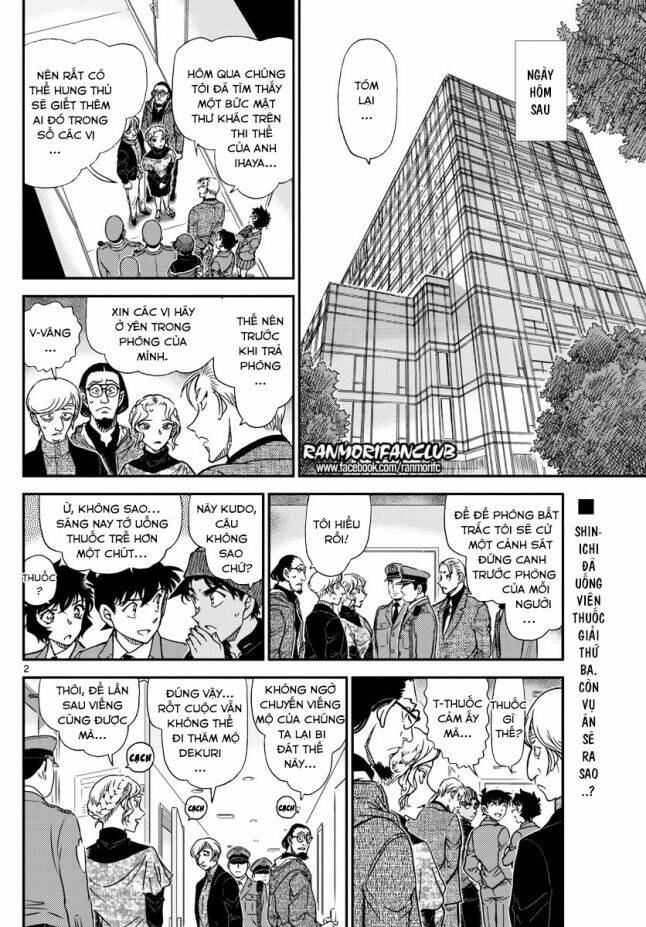 NGÀY
HÔM
SAU
TÓM
LẠI
...
HÔM QUA CHÚNG
TÔI ĐÃ TÌM THẤY
MỘT BỨC MẬT
THƯ KHÁC TRÊN
THI THỂ
CỦA ANH
IHAYA...
NÊN RẤT CÓ
THỂ HUNG THỦ
SẼ GIẾT THÊM
AI ĐÓ TRONG
SỐ CÁC VỊ
...
RANMORIFANCLUB
www.facebook.com/ranmorifc
THẾ NÊN
TRƯỚC
KHI TRẢ
PHÒNG
...
XIN CÁC VỊ HÃY
Ở YÊN TRONG
PHÒNG CỦA
MÌNH.
V-VÂNG
...
SHIN-
ICHI
ĐÃ
UỐNG
VIÊN
THUỐC
GIẢI
THỨ
BA.
CÒN
VỤ
ÁN
SẼ
RA
SAO
..?
ĐỂ ĐỀ PHÒNG BẤT
TRẮC TÔI SẼ CỬ
MỘT CẢNH SÁT
ĐỨNG CANH
TRƯỚC PHÒNG
CỦA MỖI
NGƯỜI
...
TÔI HIỂU
RỒI!
NÀY KUDO,
CẬU
KHÔNG
SAO
CHỨ?
Ừ, KHÔNG SAO...
SÁNG NAY TỚ UỐNG
THUỐC TRỄ HƠN
MỘT CHÚT...
THUỐC
?
2
THUỐC
GÌ
THẾ?
T-THUỐC
CẢM ẤY
MÀ...
KHÔNG NGỜ
CHUYẾN VIẾNG
MỘ CỦA CHÚNG
TA LẠI BI
ĐÁT THẾ
NÀY...
ĐÚNG VẬY...
RỐT CUỘC VẪN
KHÔNG THỂ
ĐI THĂM MỘ
DEKURI
...
THÔI, ĐỂ LẦN
SAU VIẾNG
CŨNG ĐƯỢC
MÀ...
CẠCH
CẠCH
CẠCH